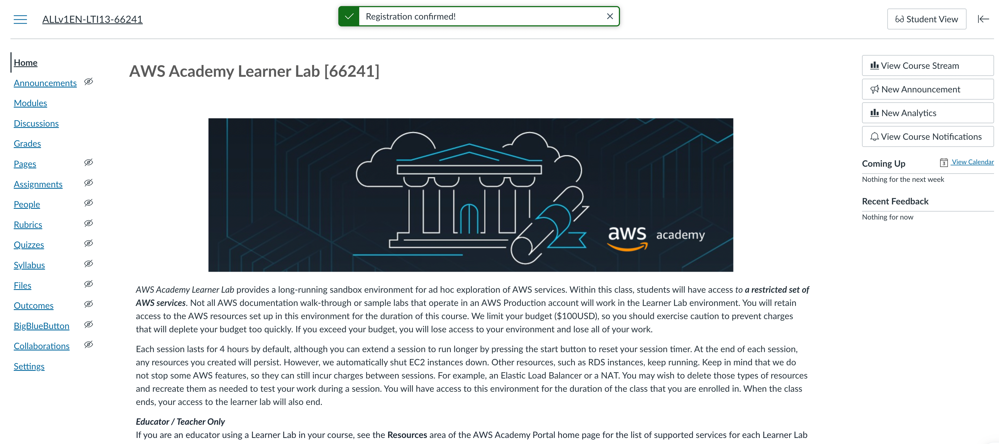 ALLv1EN-LTI13-66241
Registration confirmed!
Student View
Home
Announcements
Modules
Discussions
Grades
Pages
Assignments
People
Rubrics
Quizzes
Syllabus
Files
Outcomes
BigBlueButton
Collaborations
Settings
AWS Academy Learner Lab [66241]
aws academy
AWS Academy Learner Lab provides a long-running sandbox environment for ad hoc exploration of AWS services. Within this class, students will have access to a restricted set of
AWS services. Not all AWS documentation walk-through or sample labs that operate in an AWS Production account will work in the Learner Lab environment. You will retain
access to the AWS resources set up in this environment for the duration of this course. We limit your budget ($100USD), so you should exercise caution to prevent charges
that will deplete your budget too quickly. If you exceed your budget, you will lose access to your environment and lose all of your work.
Each session lasts for 4 hours by default, although you can extend a session to run longer by pressing the start button to reset your session timer. At the end of each session,
any resources you created will persist. However, we automatically shut EC2 instances down. Other resources, such as RDS instances, keep running. Keep in mind that we do
not stop some AWS features, so they can still incur charges between sessions. For example, an Elastic Load Balancer or a NAT. You may wish to delete those types of resources
and recreate them as needed to test your work during a session. You will have access to this environment for the duration of the class that you are enrolled in. When the class
ends, your access to the learner lab will also end.
Educator / Teacher Only
If you are an educator using a Learner Lab in your course, see the Resources area of the AWS Academy Portal home page for the list of supported services for each Learner Lab
View Course Stream
New Announcement
New Analytics
View Course Notifications
Coming Up
3 View Calendar
Nothing for the next week
Recent Feedback
Nothing for now